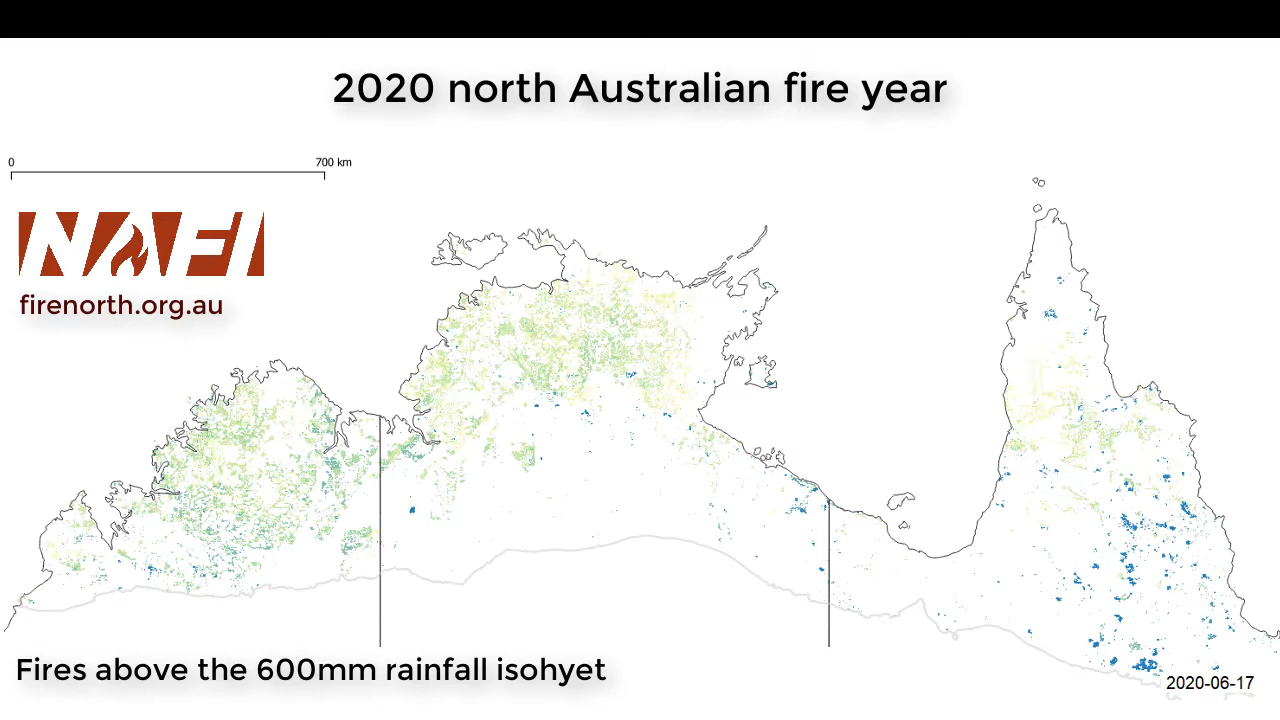 2020 north Australian fire year
0 700 km
NAFI
firenorth.org.au
Fires above the 600mm rainfall isohyet
2020-06-17